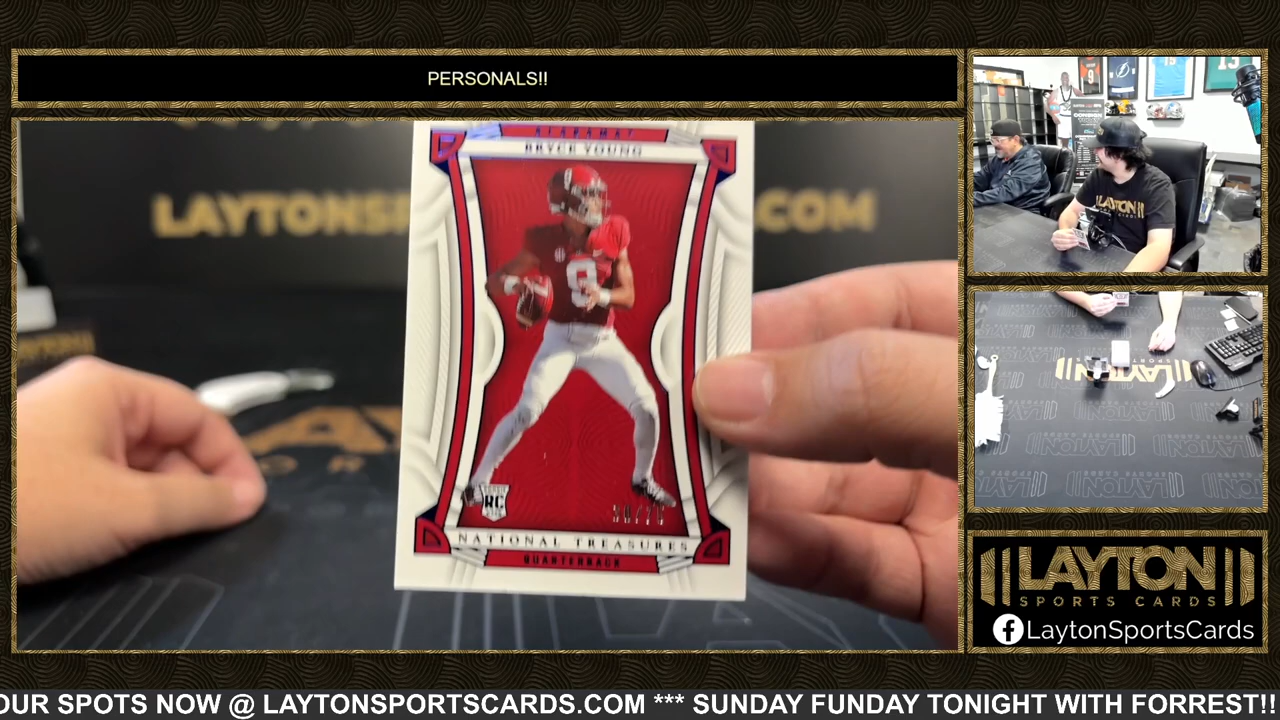 PERSONALS!!
ALABAMA
BRYCE YOUNG
9
RC
NATIONAL TREASURES
QUARTERBACK
LAYTON
SPORTS CARDS
LaytonSportsCards
OUR SPOTS NOW @ LAYTONSPORTSCARDS.COM *** SUNDAY FUNDAY TONIGHT WITH FORREST!!